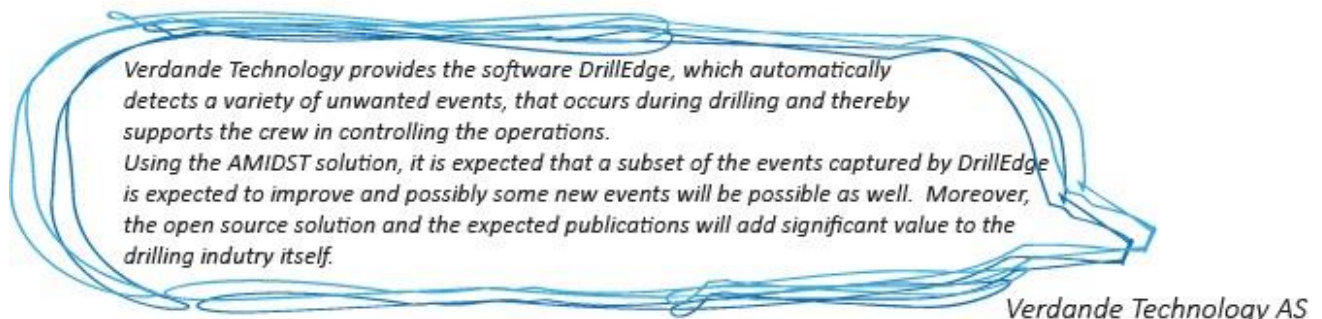 Verdande Technology provides the software DrillEdge, which automatically
detects a variety of unwanted events, that occurs during drilling and thereby
supports the crew in controlling the operations.
Using the AMIDST solution, it is expected that a subset of the events captured by DrillEdge
is expected to improve and possibly some new events will be possible as well.  Moreover,
the open source solution and the expected publications will add significant value to the
drilling indutry itself.
Verdande Technology AS